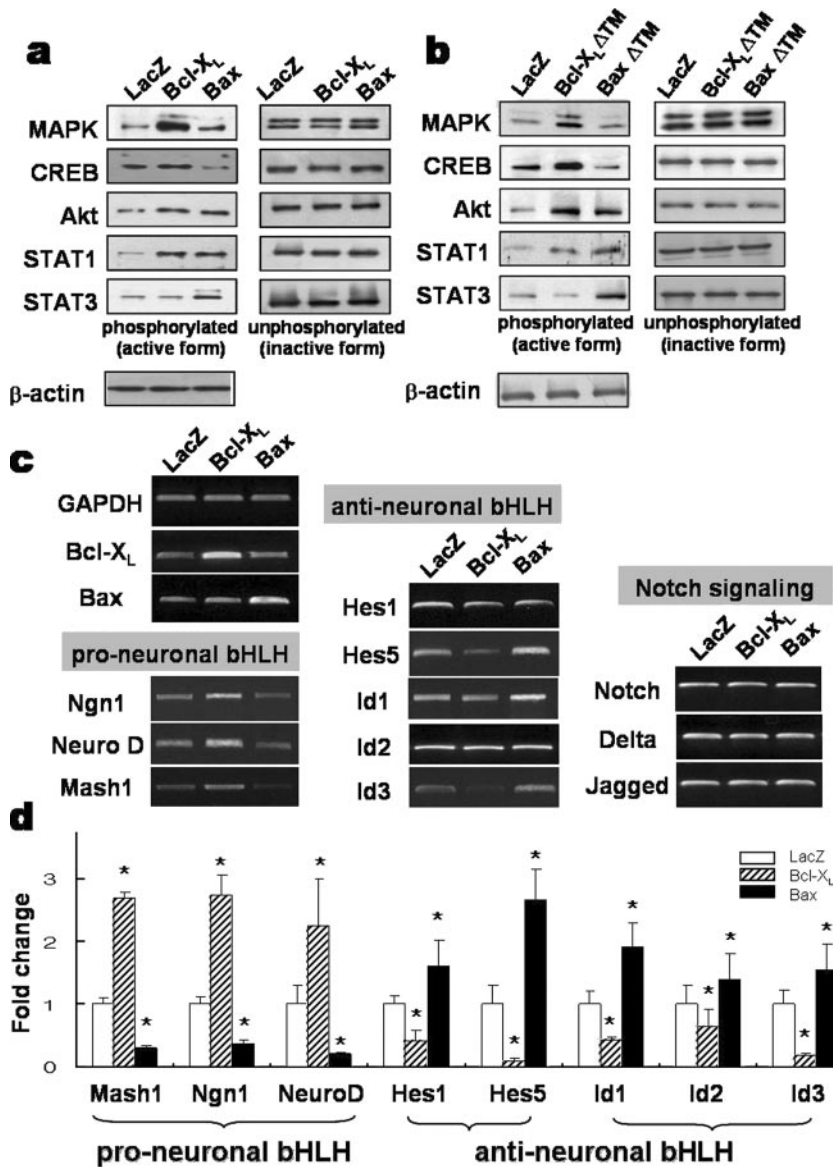 a
LacZ Bcl-XL Bax LacZ Bcl-XL Bax
MAPK
CREB
Akt
STAT1
STAT3
phosphorylated (active form)
unphosphorylated (inactive form)
β-actin
b
LacZ Bcl-XL ΔTM Bax ΔTM LacZ Bcl-XL ΔTM Bax ΔTM
MAPK
CREB
Akt
STAT1
STAT3
phosphorylated (active form)
unphosphorylated (inactive form)
β-actin
c
LacZ Bcl-XL Bax
GAPDH
Bcl-XL
Bax
pro-neuronal bHLH
Ngn1
Neuro D
Mash1
anti-neuronal bHLH
LacZ Bcl-XL Bax
Hes1
Hes5
Id1
Id2
Id3
Notch signaling
LacZ Bcl-XL Bax
Notch
Delta
Jagged
d
LacZ
Bcl-XL
Bax
Fold change
3
2
1
0
* * * * * * * *
* * * * * * * *
Mash1 Ngn1 NeuroD Hes1 Hes5 Id1 Id2 Id3
pro-neuronal bHLH anti-neuronal bHLH